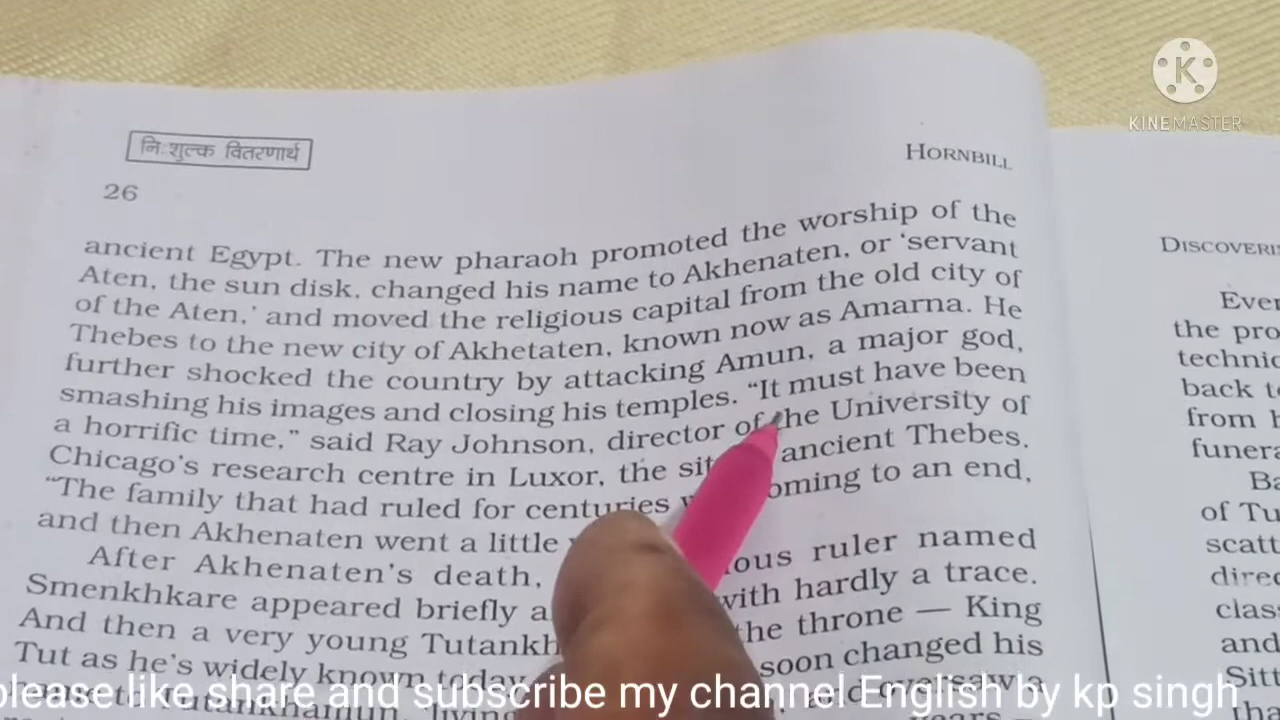 KINEMASTER
निःशुल्क वितरणार्थ
HORNBILL
26
ancient Egypt. The new pharaoh promoted the worship of the
Aten, the sun disk, changed his name to Akhenaten, or ‘servant
of the Aten,’ and moved the religious capital from the old city of
Thebes to the new city of Akhetaten, known now as Amarna. He
further shocked the country by attacking Amun, a major god,
smashing his images and closing his temples. “It must have been
a horrific time,” said Ray Johnson, director of the University of
Chicago’s research centre in Luxor, the ancient Thebes.
“The family that had ruled for centuries to an end,
and then Akhenaten went a little
After Akhenaten’s death, ruler named
Smenkhkare appeared briefly with hardly a trace.
And then a very young the throne — King
Tut as he’s widely known today soon changed his
DISCOVERI
Ever
the pro
technic
back to
from
funera
Ba
of Tu
scatt
direc
class
and
Sitt
tha
please like share and subscribe my channel English by kp singh